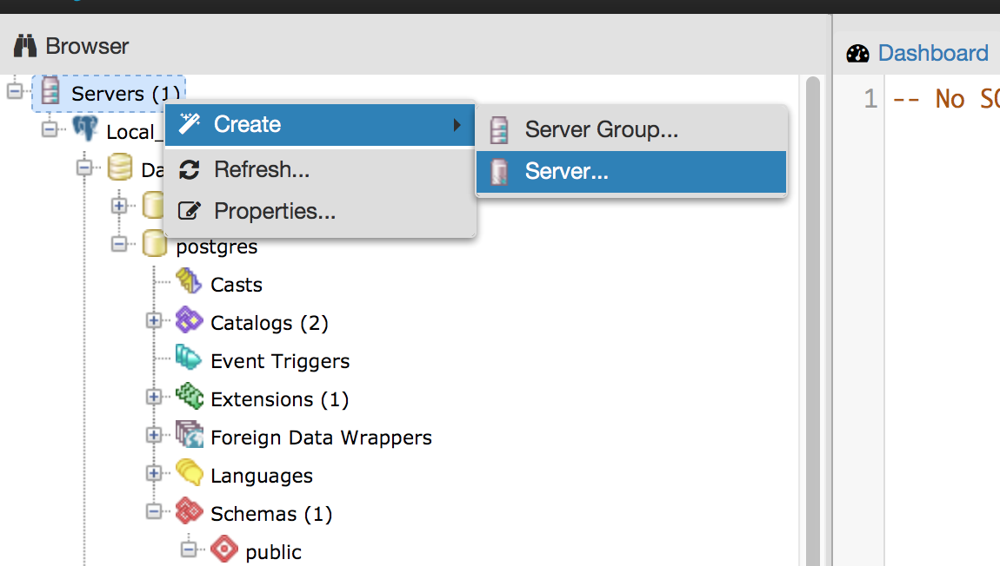 Browser
Dashboard
Servers (1)
1 -- No
Local_
Create
Server Group...
Server...
Refresh...
Properties...
postgres
Casts
Catalogs (2)
Event Triggers
Extensions (1)
Foreign Data Wrappers
Languages
Schemas (1)
public